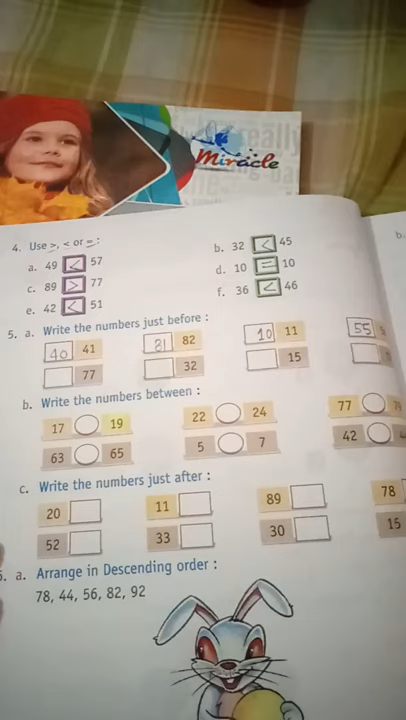 really
Miracle
4. Use >, < or = :
a. 49 < 57
b. 32 < 45
c. 89 > 77
d. 10 = 10
e. 42 < 51
f. 36 < 46
5. a. Write the numbers just before :
40 41 81 82 10 11 55
77 32 15
b. Write the numbers between :
17 19 22 24 77
63 65 5 7 42
c. Write the numbers just after :
20 11 89 78
52 33 30 15
a. Arrange in Descending order :
78, 44, 56, 82, 92
b.